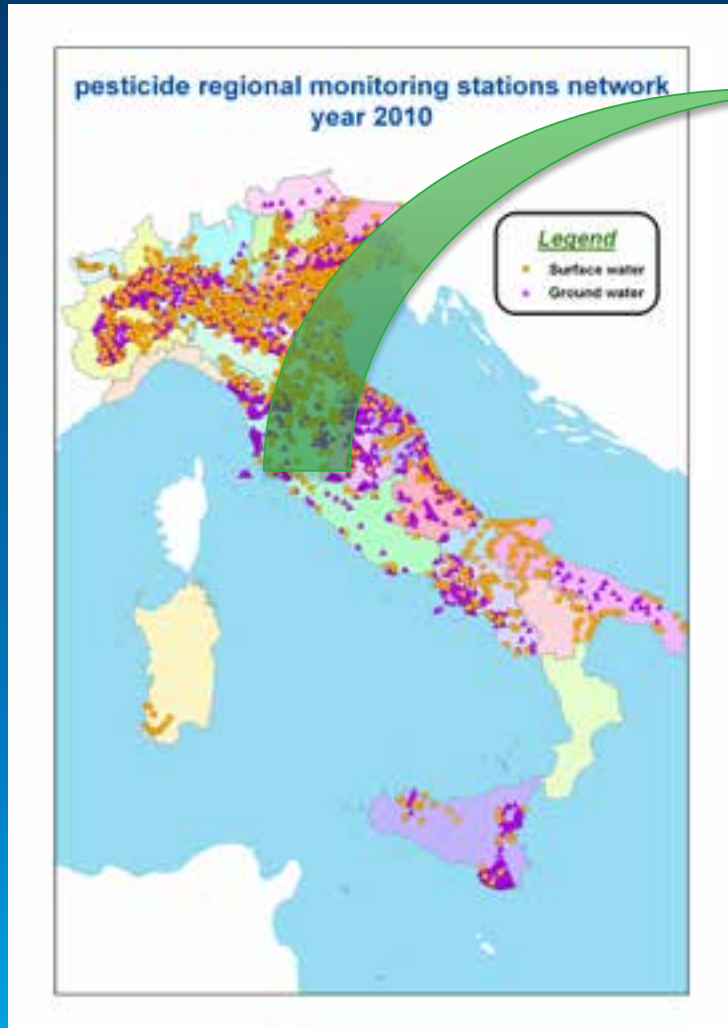 pesticide regional monitoring stations network
year 2010
Legend
Surface water
Ground water